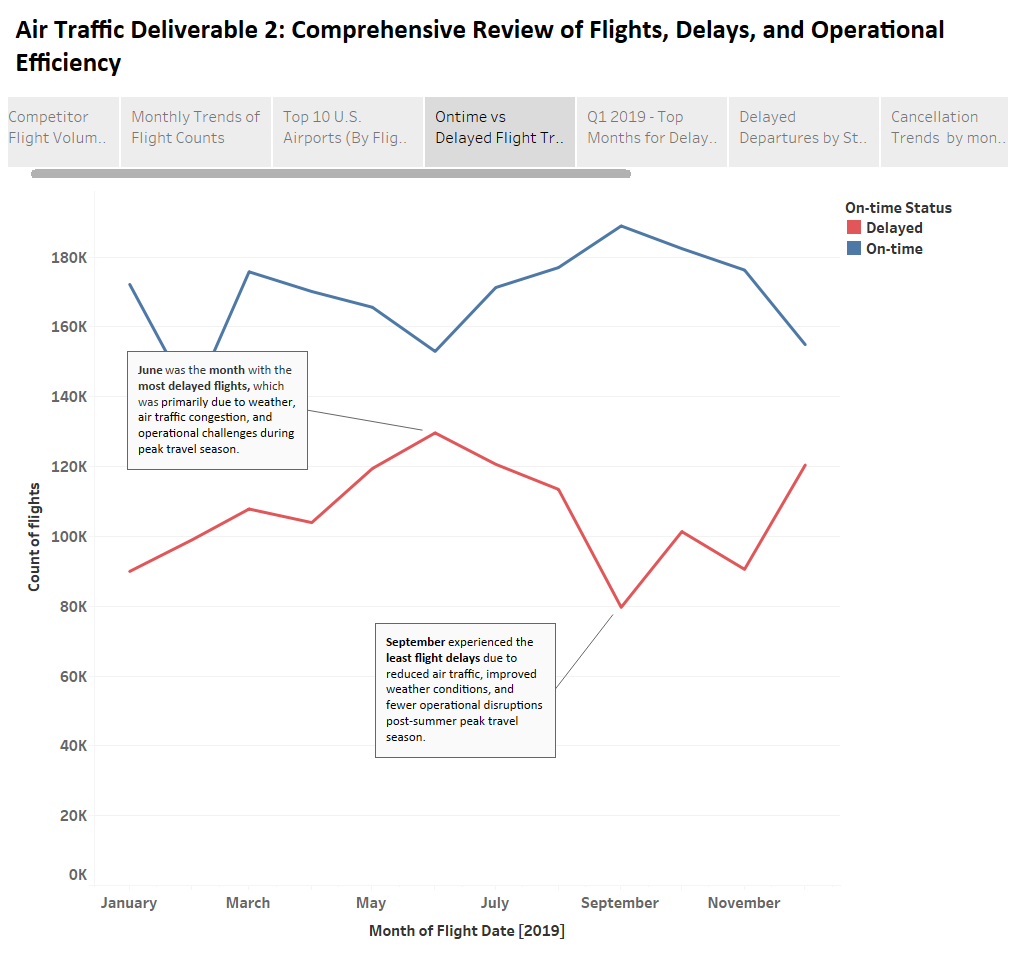 Air Traffic Deliverable 2: Comprehensive Review of Flights, Delays, and Operational
Efficiency
Competitor
Flight Volum..
Monthly Trends of
Flight Counts
Top 10 U.S.
Airports (By Flig..
Ontime vs
Delayed Flight Tr..
Q1 2019 - Top
Months for Delay..
Delayed
Departures by St..
Cancellation
Trends  by mon..
On-time Status
Delayed
On-time
180K
160K
140K
120K
100K
80K
60K
40K
20K
0K
Count of flights
June was the month with the
most delayed flights, which
was primarily due to weather,
air traffic congestion, and
operational challenges during
peak travel season.
September experienced the
least flight delays due to
reduced air traffic, improved
weather conditions, and
fewer operational disruptions
post-summer peak travel
season.
January
March
May
July
September
November
Month of Flight Date [2019]